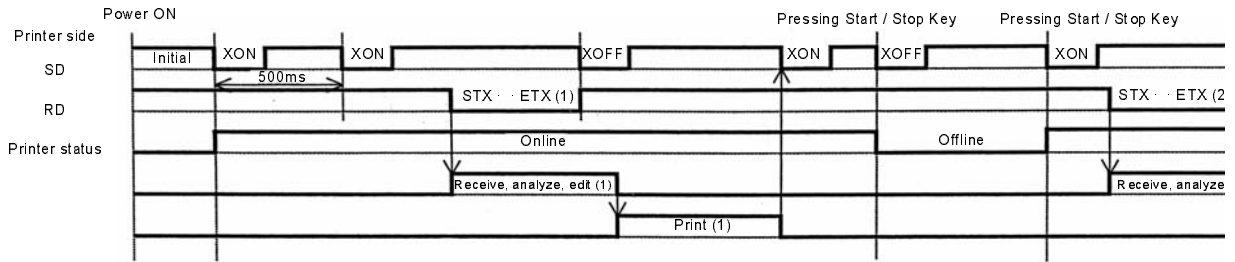 Power ON
Pressing Start / Stop Key Pressing Start / Stop Key
Printer side
Initial XON XON XOFF XON XOFF XON
SD
500ms
STX ·· ETX (1) STX ·· ETX (2
RD
Printer status Online Offline
Receive, analyze, edit (1) Receive, analyze
Print (1)